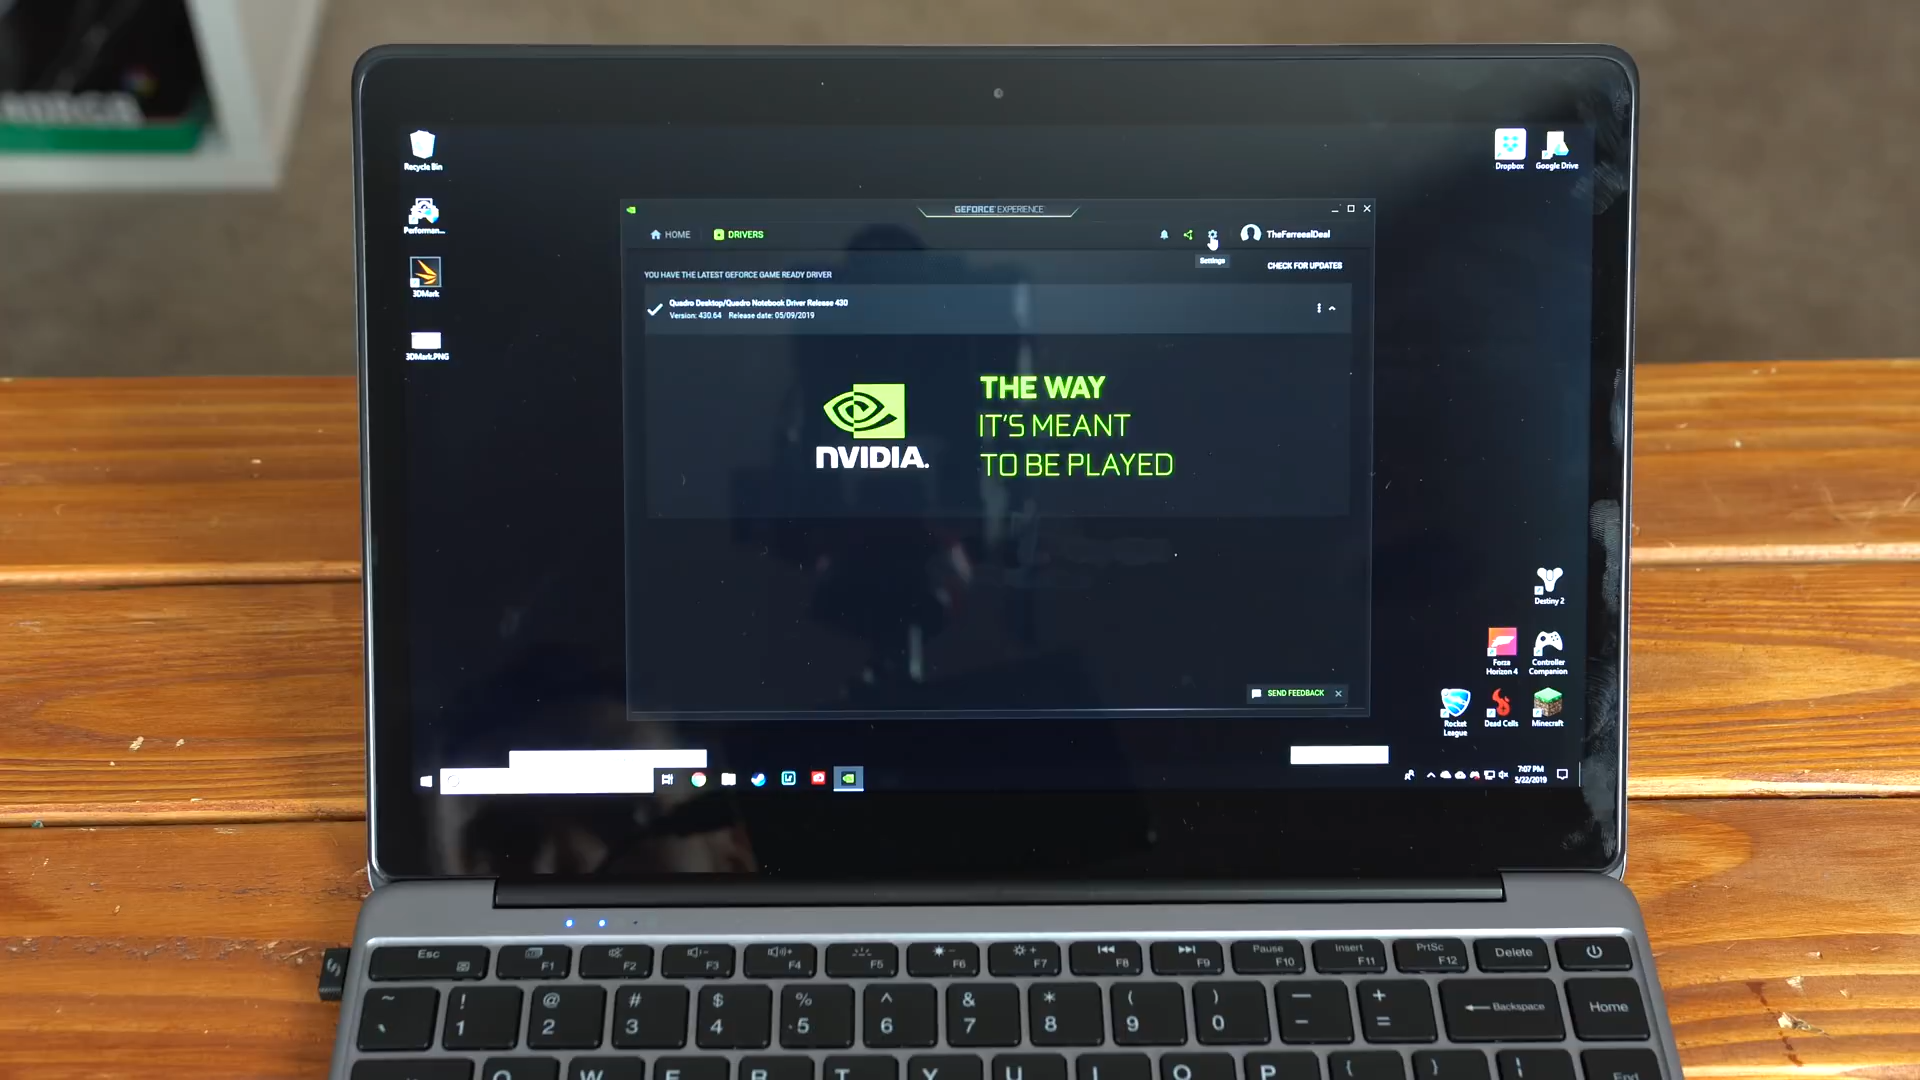 Recycle Bin
Performan...
3DMark
3DMark.PNG
Dropbox
Google Drive
GEFORCE EXPERIENCE
HOME
DRIVERS
TheFarreaalDeal
Settings
CHECK FOR UPDATES
YOU HAVE THE LATEST GEFORCE GAME READY DRIVER
Quadro Desktop/Quadro Notebook Driver Release 430
Version: 430.64 Release date: 05/09/2019
THE WAY
IT'S MEANT
TO BE PLAYED
NVIDIA.
SEND FEEDBACK
Destiny 2
Forza
Horizon 4
Controller
Companion
Rocket
League
Dead Cells
Minecraft
7:07 PM
5/22/2019
Esc
F1
F2
F3
F4
F5
F6
F7
F8
F9
Pause
F10
Insert
F11
PrtSc
F12
Delete
~ `
! 1
@ 2
# 3
$ 4
% 5
^ 6
& 7
* 8
( 9
) 0
— –
+ =
Backspace
Home
Q W E R T Y U I O P { } ¦
End